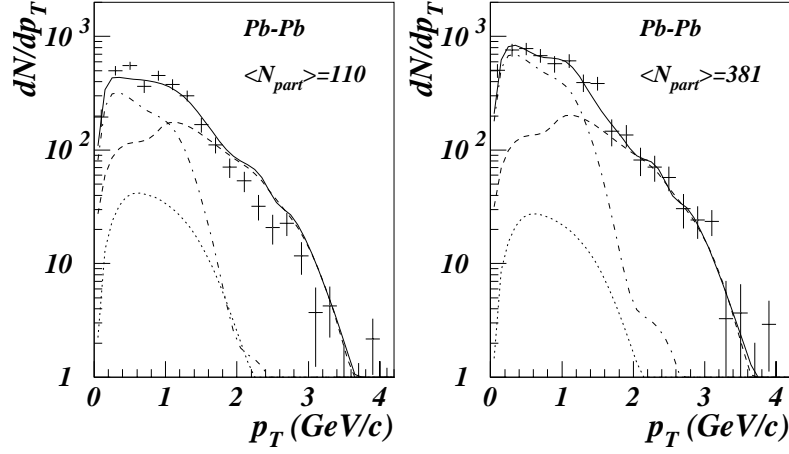 dN/dp_T
10^3
10^2
10
1
Pb-Pb
<N_part>=110
0 1 2 3 4
p_T (GeV/c)
dN/dp_T
10^3
10^2
10
1
Pb-Pb
<N_part>=381
0 1 2 3 4
p_T (GeV/c)